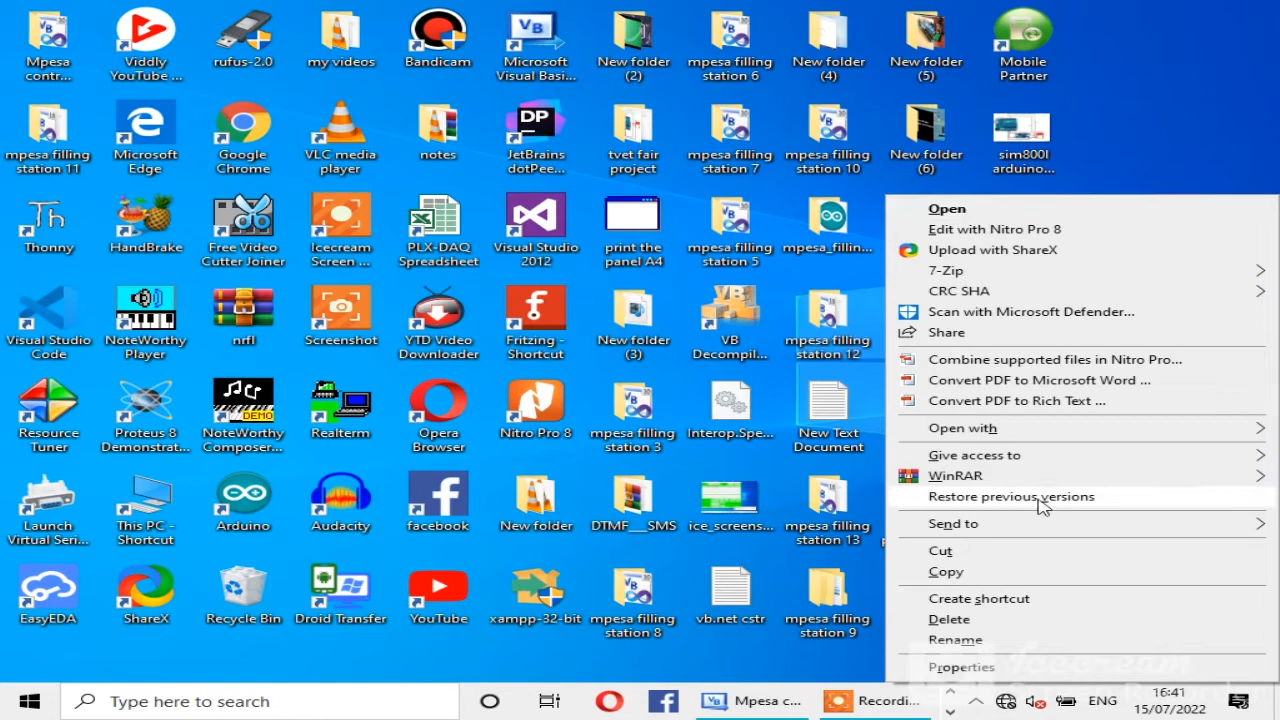 Mpesa
contr...
Viddly
YouTube ...
rufus-2.0
my videos
Bandicam
VB
Microsoft
Visual Basi...
New folder
(2)
mpesa filling
station 6
New folder
(4)
New folder
(5)
Mobile
Partner
mpesa filling
station 11
Microsoft
Edge
Google
Chrome
VLC media
player
notes
DP
JetBrains
dotPee...
tvet fair
project
mpesa filling
station 7
mpesa filling
station 10
New folder
(6)
sim800l
arduino...
Th
Thonny
HandBrake
Free Video
Cutter Joiner
Icecream
Screen ...
PLX-DAQ
Spreadsheet
Visual Studio
2012
print the
panel A4
mpesa filling
station 5
mpesa_fillin...
Visual Studio
Code
NoteWorthy
Player
nrfl
Screenshot
YTD Video
Downloader
Fritzing -
Shortcut
New folder
(3)
VB
Decompil...
mpesa filling
station 12
Resource
Tuner
Proteus 8
Demonstrat...
DEMO
NoteWorthy
Composer...
Realterm
Opera
Browser
Nitro Pro 8
mpesa filling
station 3
Interop.Spe...
New Text
Document
Launch
Virtual Seri...
This PC -
Shortcut
Arduino
Audacity
facebook
New folder
DTMF___SMS
ice_screens...
mpesa filling
station 13
EasyEDA
ShareX
Recycle Bin
Droid Transfer
YouTube
xampp-32-bit
mpesa filling
station 8
vb.net cstr
mpesa filling
station 9
Open
Edit with Nitro Pro 8
Upload with ShareX
7-Zip
CRC SHA
Scan with Microsoft Defender...
Share
Combine supported files in Nitro Pro...
Convert PDF to Microsoft Word ...
Convert PDF to Rich Text ...
Open with
Give access to
WinRAR
Restore previous versions
Send to
Cut
Copy
Create shortcut
Delete
Rename
Properties
Type here to search
Mpesa c...
Recordi...
ENG
16:41
15/07/2022